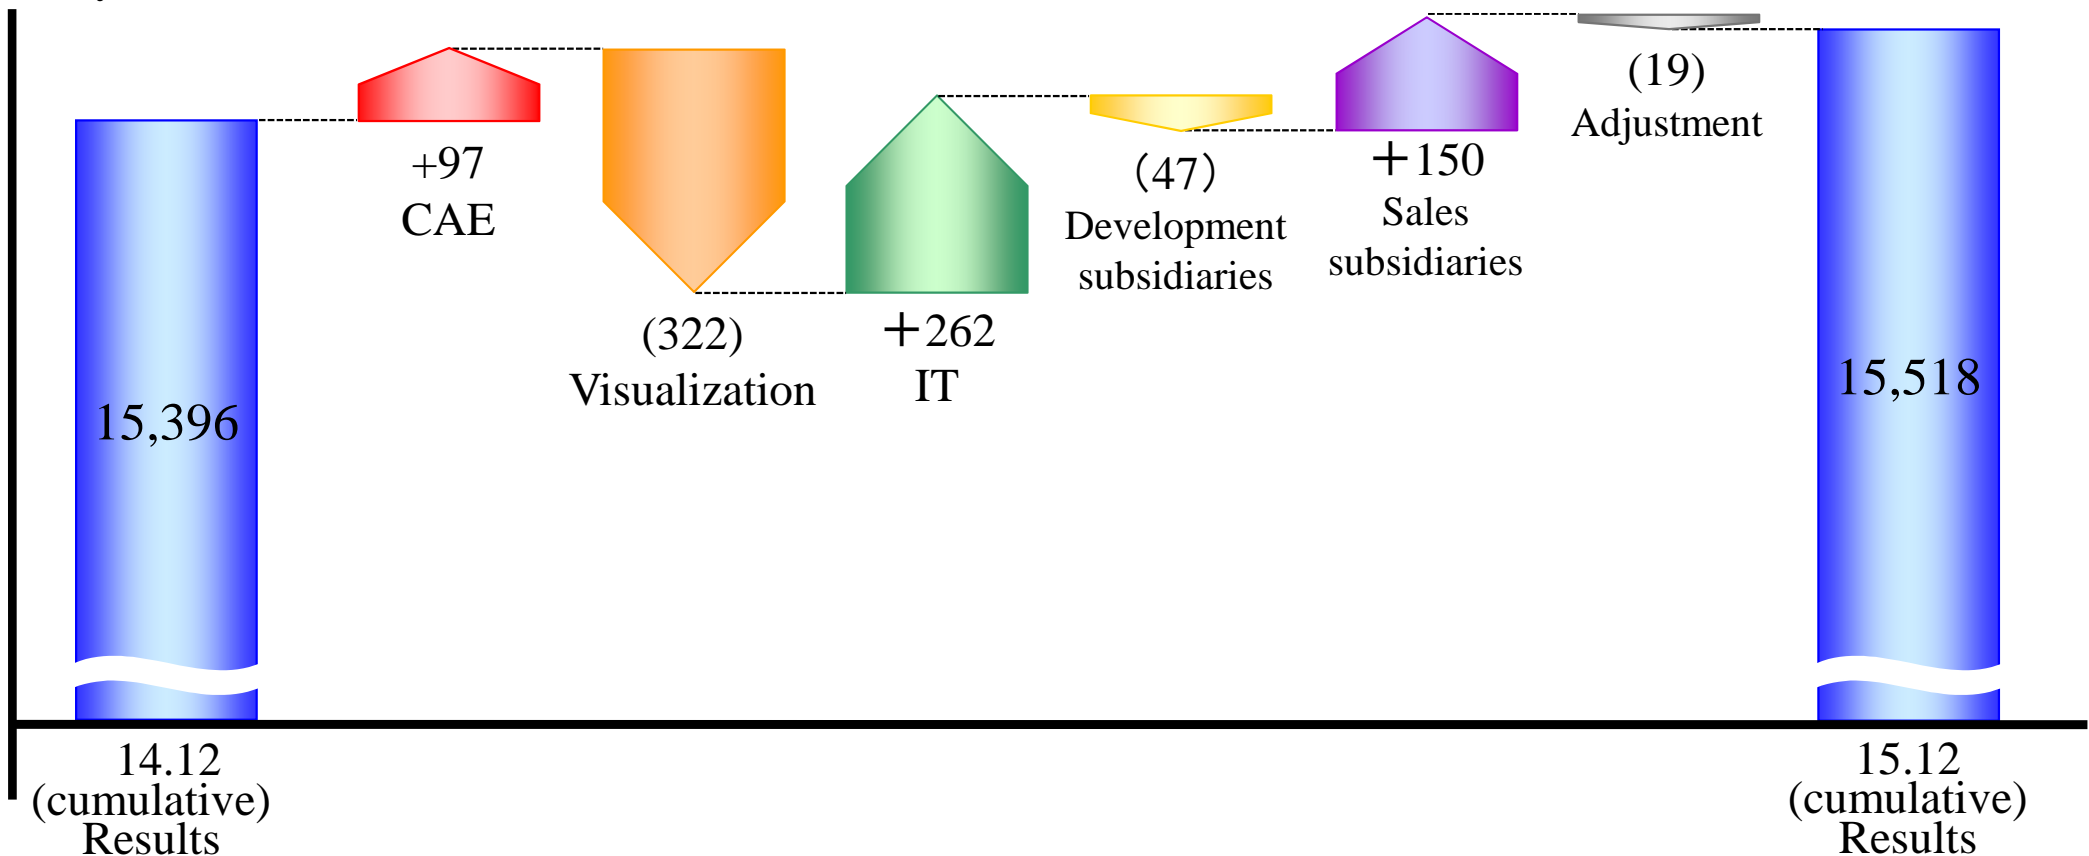 +97
CAE
(322)
Visualization
+262
IT
(47)
Development
subsidiaries
+150
Sales
subsidiaries
(19)
Adjustment
15,396
15,518
14.12
(cumulative)
Results
15.12
(cumulative)
Results